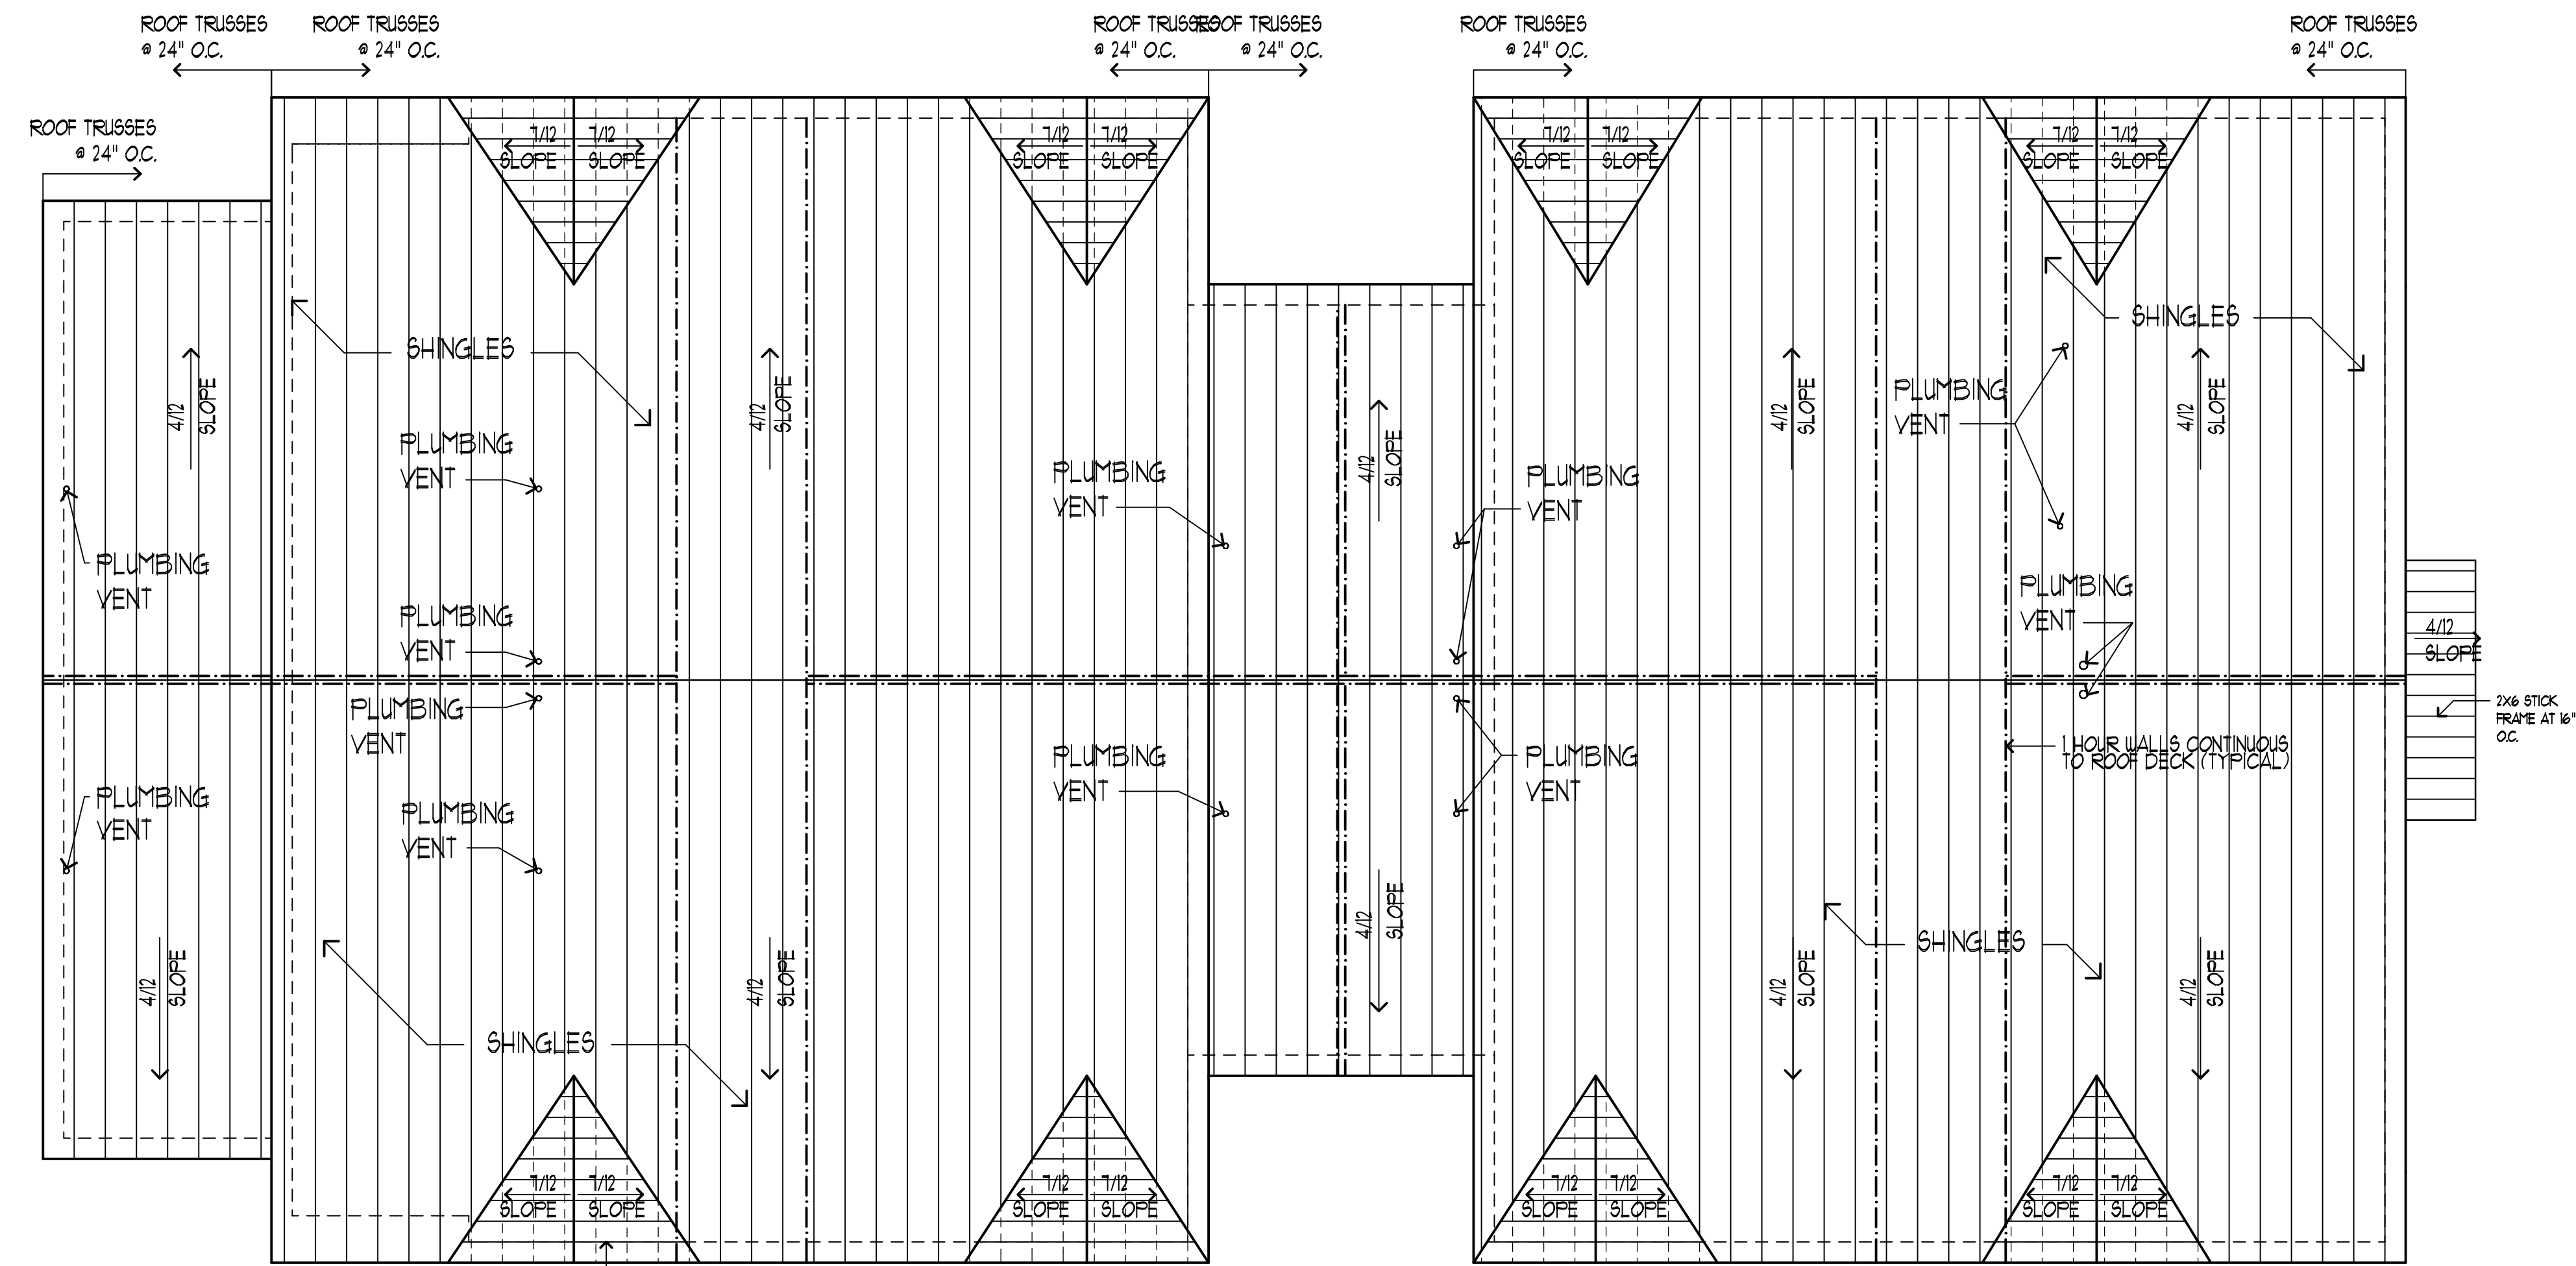 ROOF TRUSSES
@ 24" O.C.
ROOF TRUSSES
@ 24" O.C.
ROOF TRUSSES
@ 24" O.C.
ROOF TRUSSES
@ 24" O.C.
ROOF TRUSSES
@ 24" O.C.
ROOF TRUSSES
@ 24" O.C.
ROOF TRUSSES
@ 24" O.C.
7/12
SLOPE
7/12
SLOPE
7/12
SLOPE
7/12
SLOPE
7/12
SLOPE
7/12
SLOPE
7/12
SLOPE
7/12
SLOPE
SHINGLES
SHINGLES
4/12
SLOPE
4/12
SLOPE
4/12
SLOPE
4/12
SLOPE
4/12
SLOPE
PLUMBING
VENT
PLUMBING
VENT
PLUMBING
VENT
PLUMBING
VENT
PLUMBING
VENT
PLUMBING
VENT
PLUMBING
VENT
4/12
SLOPE
PLUMBING
VENT
2X6 STICK
FRAME AT 16"
O.C.
1 HOUR WALLS CONTINUOUS
TO ROOF DECK (TYPICAL)
PLUMBING
VENT
PLUMBING
VENT
PLUMBING
VENT
PLUMBING
VENT
4/12
SLOPE
SHINGLES
4/12
SLOPE
4/12
SLOPE
4/12
SLOPE
4/12
SLOPE
SHINGLES
7/12
SLOPE
7/12
SLOPE
7/12
SLOPE
7/12
SLOPE
7/12
SLOPE
7/12
SLOPE
7/12
SLOPE
7/12
SLOPE